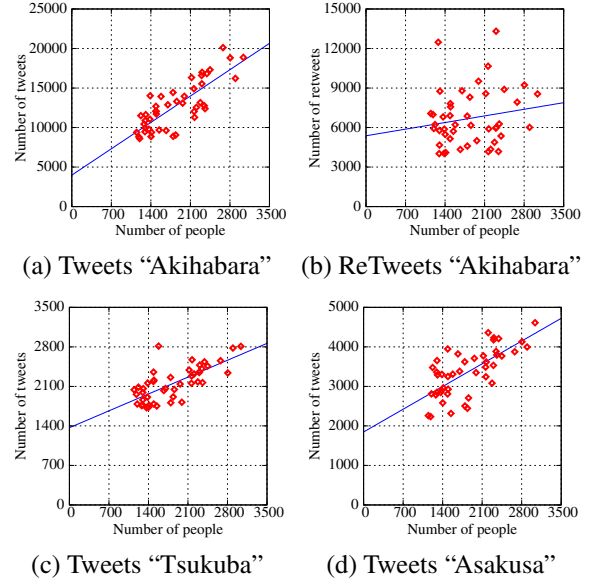 25000
20000
15000
10000
5000
0
Number of tweets
0 700 1400 2100 2800 3500
Number of people
(a) Tweets “Akihabara”
15000
12000
9000
6000
3000
0
Number of retweets
0 700 1400 2100 2800 3500
Number of people
(b) ReTweets “Akihabara”
3500
2800
2100
1400
700
0
Number of tweets
0 700 1400 2100 2800 3500
Number of people
(c) Tweets “Tsukuba”
5000
4000
3000
2000
1000
0
Number of tweets
0 700 1400 2100 2800 3500
Number of people
(d) Tweets “Asakusa”